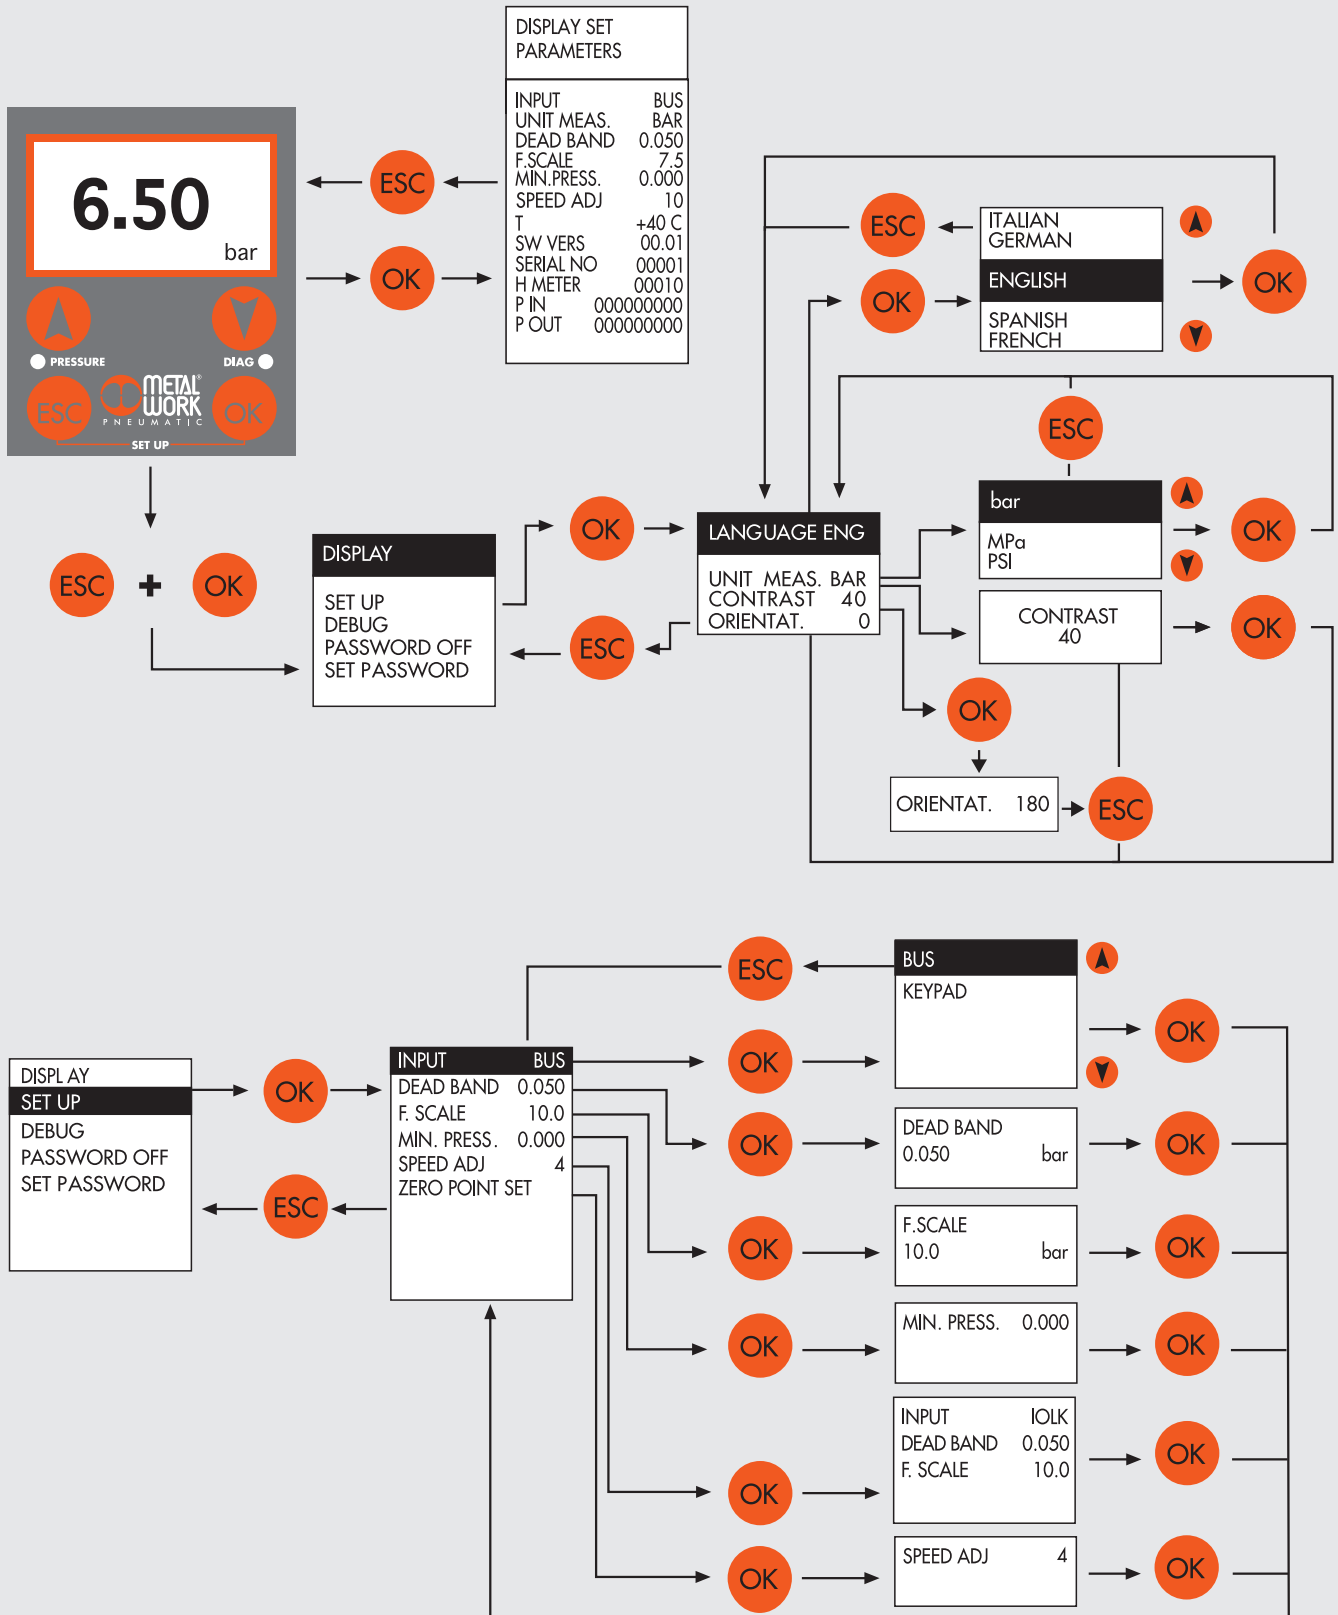 DISPLAY SET
PARAMETERS
INPUT BUS
UNIT MEAS. BAR
DEAD BAND 0.050
F.SCALE 7.5
MIN.PRESS. 0.000
SPEED ADJ 10
T +40 C
SW VERS 00.01
SERIAL NO 00001
H METER 00010
P IN 000000000
P OUT 000000000
6.50
bar
PRESSURE
DIAG
ESC
METAL®
WORK
PNEUMATIC
OK
SET UP
ESC
OK
ESC
OK
ITALIAN
GERMAN
ENGLISH
SPANISH
FRENCH
OK
ESC
+
OK
DISPLAY
SET UP
DEBUG
PASSWORD OFF
SET PASSWORD
OK
ESC
LANGUAGE ENG
UNIT MEAS. BAR
CONTRAST 40
ORIENTAT. 0
ESC
bar
MPa
PSI
OK
CONTRAST
40
OK
OK
ORIENTAT. 180
ESC
DISPL AY
SET UP
DEBUG
PASSWORD OFF
SET PASSWORD
OK
ESC
INPUT BUS
DEAD BAND 0.050
F. SCALE 10.0
MIN. PRESS. 0.000
SPEED ADJ 4
ZERO POINT SET
ESC
BUS
KEYPAD
OK
OK
OK
DEAD BAND
0.050 bar
OK
OK
F.SCALE
10.0 bar
OK
OK
MIN. PRESS. 0.000
OK
OK
INPUT IOLK
DEAD BAND 0.050
F. SCALE 10.0
OK
OK
SPEED ADJ 4
OK